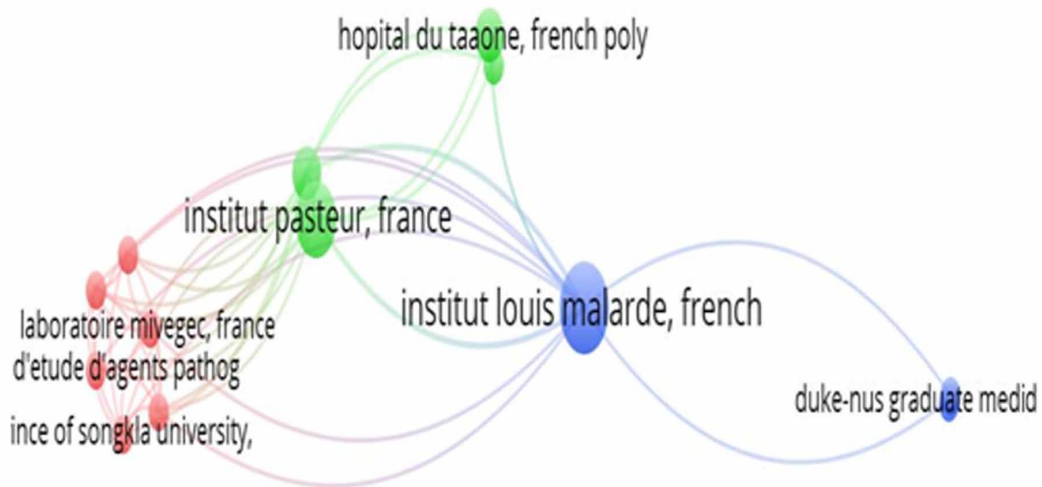 hopital du taaone, french poly
institut pasteur, france
institut louis malarde, french
laboratoire mivegec, france
d'etude d'agents pathog
duke-nus graduate medid
ince of songkla university,